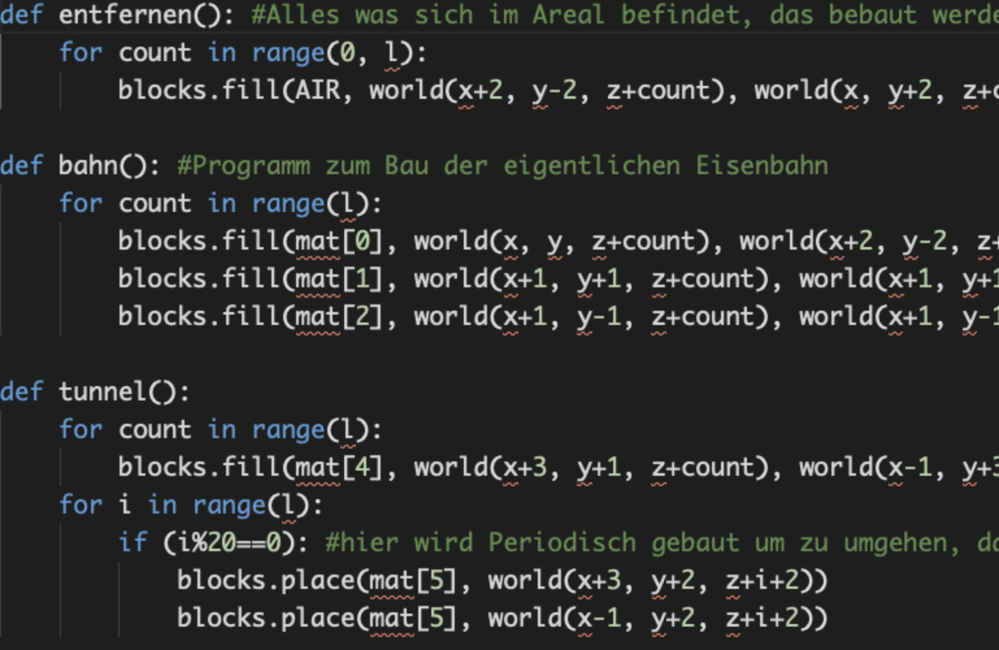 def entfernen(): #Alles was sich im Areal befindet, das bebaut werde
for count in range(0, l):
blocks.fill(AIR, world(x+2, y-2, z+count), world(x, y+2, z+c
def bahn(): #Programm zum Bau der eigentlichen Eisenbahn
for count in range(l):
blocks.fill(mat[0], world(x, y, z+count), world(x+2, y-2, z+
blocks.fill(mat[1], world(x+1, y+1, z+count), world(x+1, y+1
blocks.fill(mat[2], world(x+1, y-1, z+count), world(x+1, y-1
def tunnel():
for count in range(l):
blocks.fill(mat[4], world(x+3, y+1, z+count), world(x-1, y+3
for i in range(l):
if (i%20==0): #hier wird Periodisch gebaut um zu umgehen, da
blocks.place(mat[5], world(x+3, y+2, z+i+2))
blocks.place(mat[5], world(x-1, y+2, z+i+2))